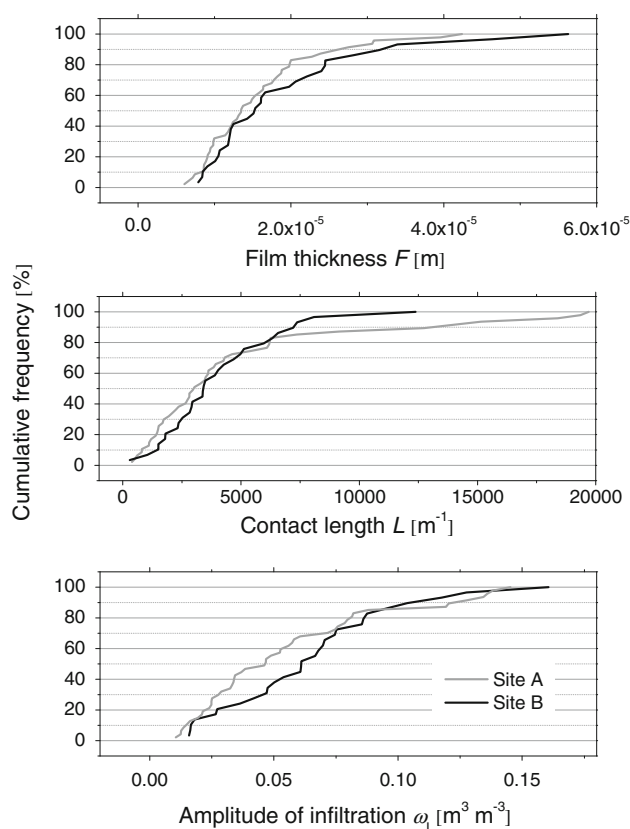 100
80
60
40
20
0
0.0 2.0x10⁻⁵ 4.0x10⁻⁵ 6.0x10⁻⁵
Film thickness F [m]
Cumulative frequency [%]
100
80
60
40
20
0
0 5000 10000 15000 20000
Contact length L [m⁻¹]
100
80
60
40
20
0
Site A
Site B
0.00 0.05 0.10 0.15
Amplitude of infiltration ωᵢ [m³ m⁻³]